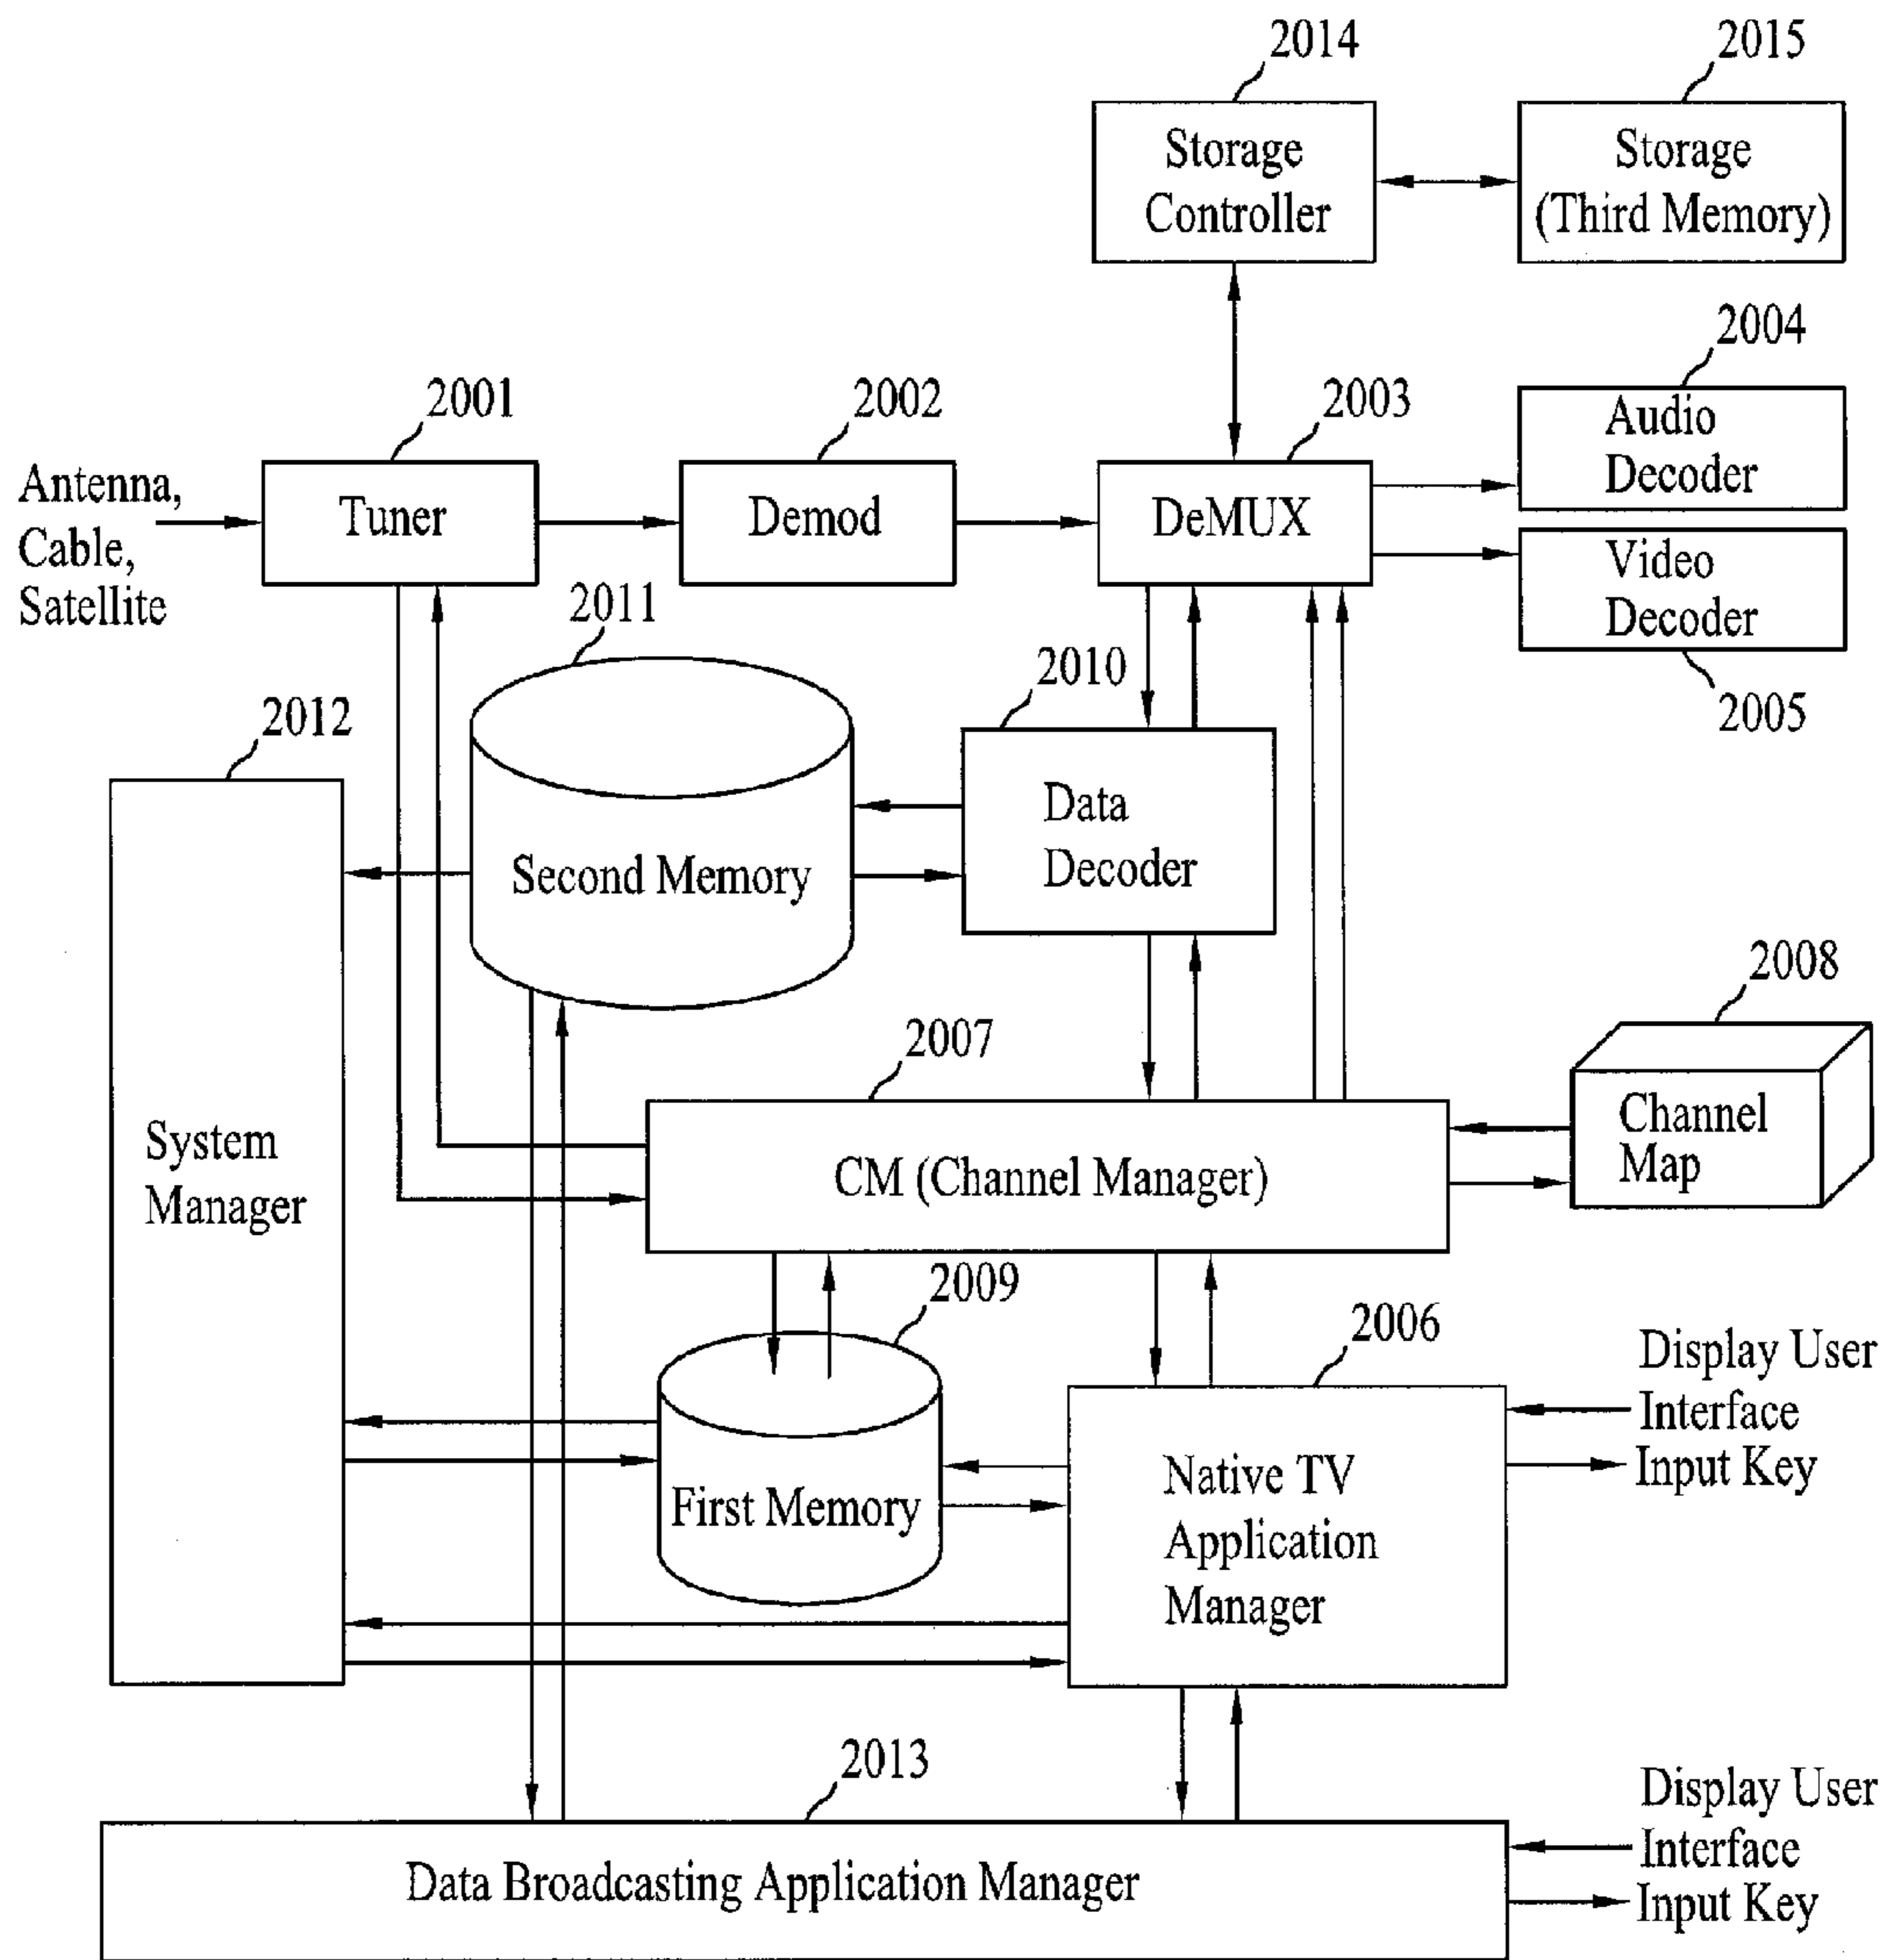 2014
2015
Storage
Controller
Storage
(Third Memory)
2004
2001
2002
2003
Audio
Decoder
Antenna,
Cable,
Satellite
Tuner
Demod
DeMUX
Video
Decoder
2005
2011
2010
2012
Data
Decoder
Second Memory
2008
2007
Channel
Map
System
Manager
CM (Channel Manager)
2009
2006
Display User
Interface
Input Key
First Memory
Native TV
Application
Manager
2013
Display User
Interface
Input Key
Data Broadcasting Application Manager